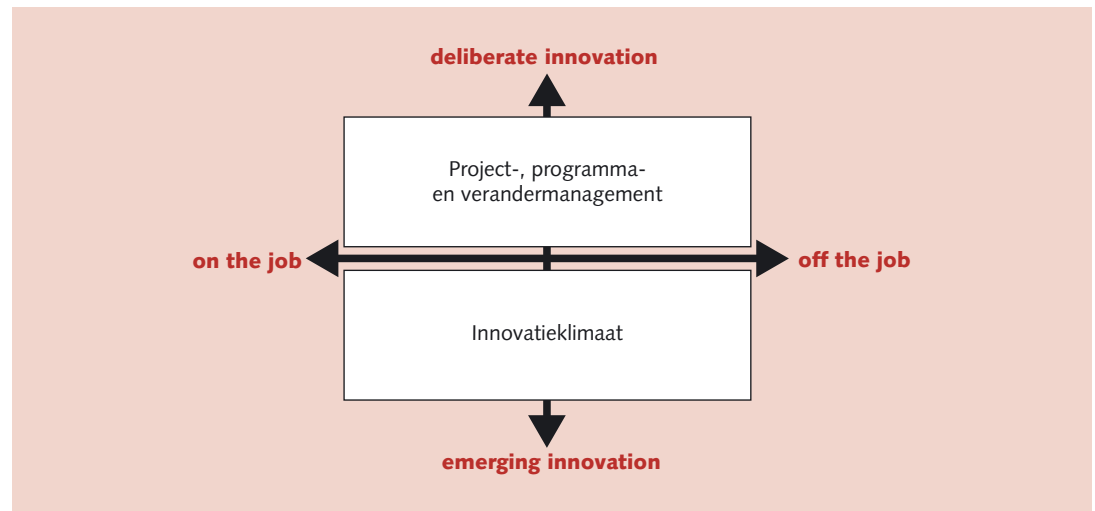 deliberate innovation
Project-, programma-
en verandermanagement
on the job
off the job
Innovatieklimaat
emerging innovation